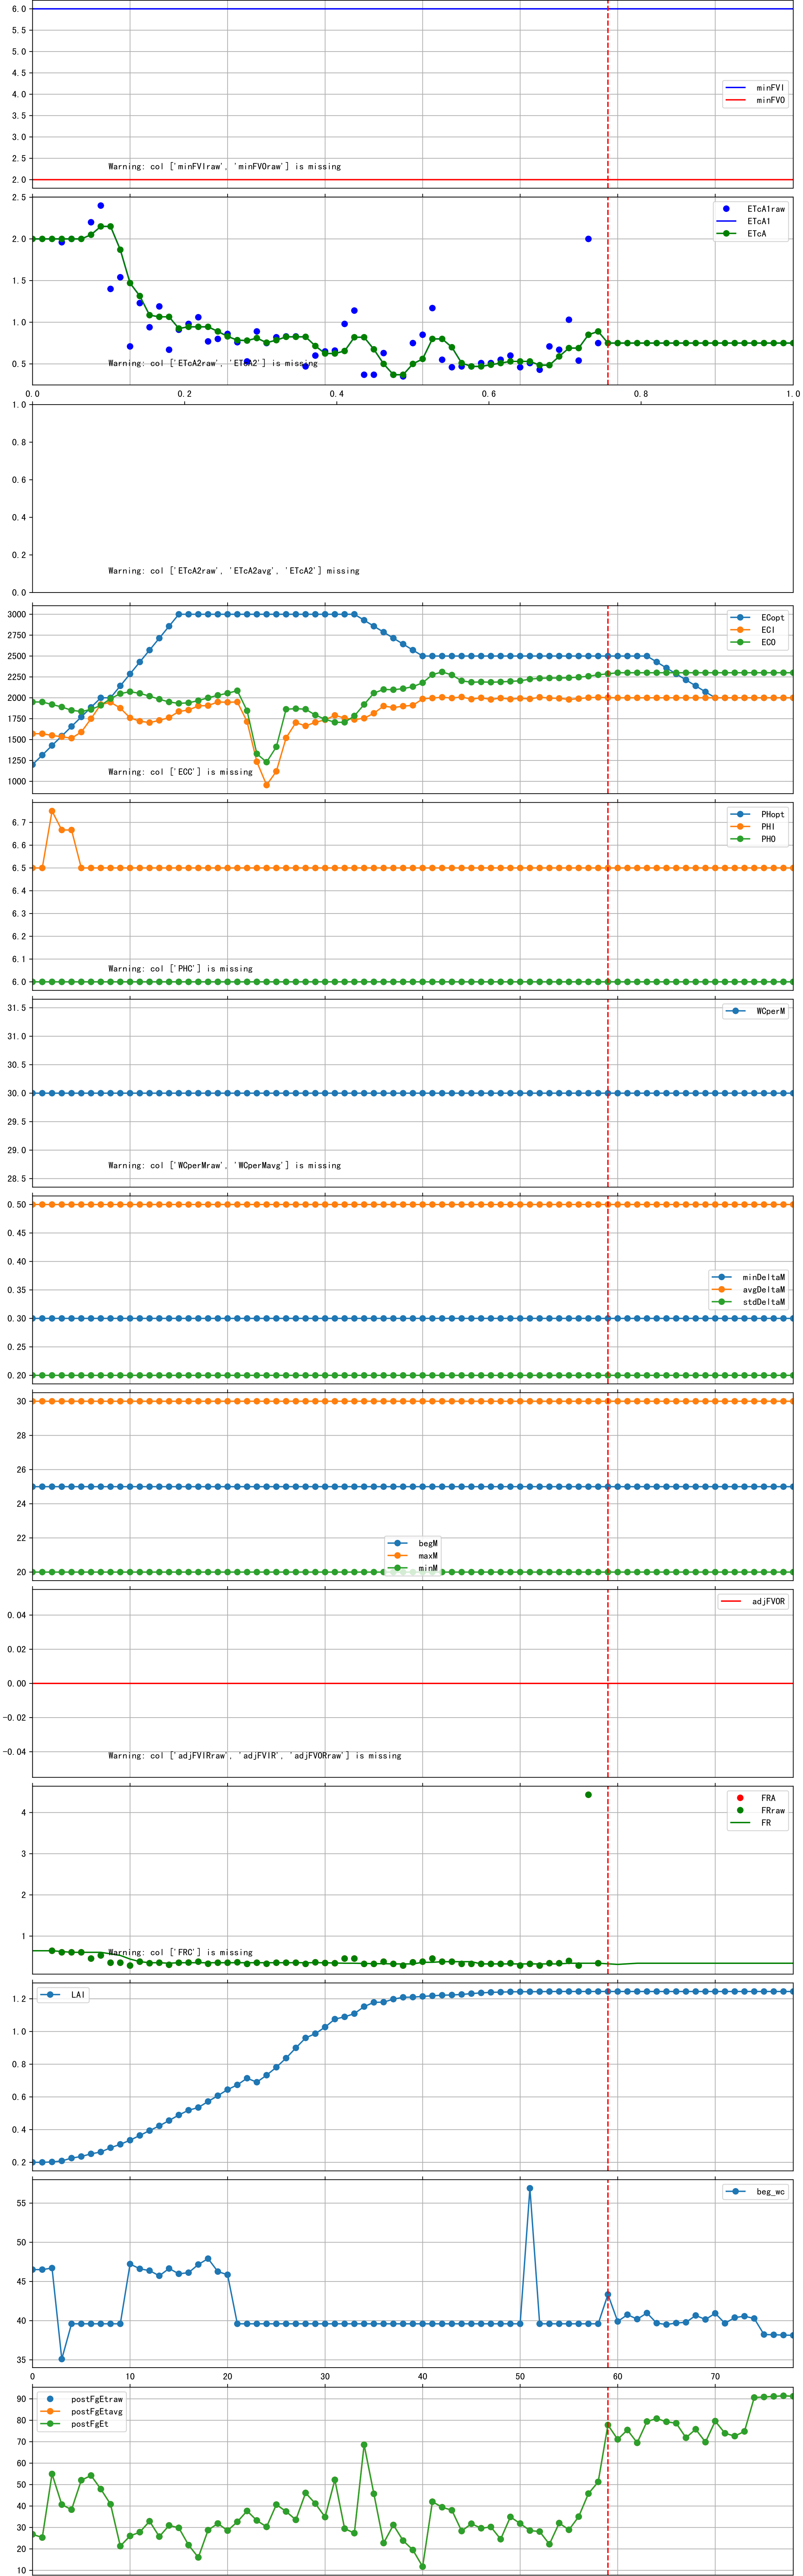 6.0
5.5
5.0
4.5
4.0
3.5
3.0
2.5
2.0
minFVI
minFVO
Warning: col ['minFVIraw', 'minFVOraw'] is missing
2.5
2.0
1.5
1.0
0.5
ETcA1raw
ETcA1
ETcA
Warning: col ['ETcA2raw', 'ETcA2'] is missing
0.0 0.2 0.4 0.6 0.8 1.0
1.0
0.8
0.6
0.4
0.2
0.0
Warning: col ['ETcA2raw', 'ETcA2avg', 'ETcA2'] missing
3000
2750
2500
2250
2000
1750
1500
1250
1000
ECopt
ECI
ECO
Warning: col ['ECC'] is missing
6.7
6.6
6.5
6.4
6.3
6.2
6.1
6.0
PHopt
PHI
PHO
Warning: col ['PHC'] is missing
31.5
31.0
30.5
30.0
29.5
29.0
28.5
WCperM
Warning: col ['WCperMraw', 'WCperMavg'] is missing
0.50
0.45
0.40
0.35
0.30
0.25
0.20
minDeltaM
avgDeltaM
stdDeltaM
30
28
26
24
22
20
begM
maxM
minM
0.04
0.02
0.00
-0.02
-0.04
adjFVOR
Warning: col ['adjFVIRraw', 'adjFVIR', 'adjFVORraw'] is missing
4
3
2
1
FRA
FRraw
FR
Warning: col ['FRC'] is missing
1.2
1.0
0.8
0.6
0.4
0.2
LAI
55
50
45
40
35
beg_wc
0 10 20 30 40 50 60 70
90
80
70
60
50
40
30
20
10
postFgEtraw
postFgEtavg
postFgEt